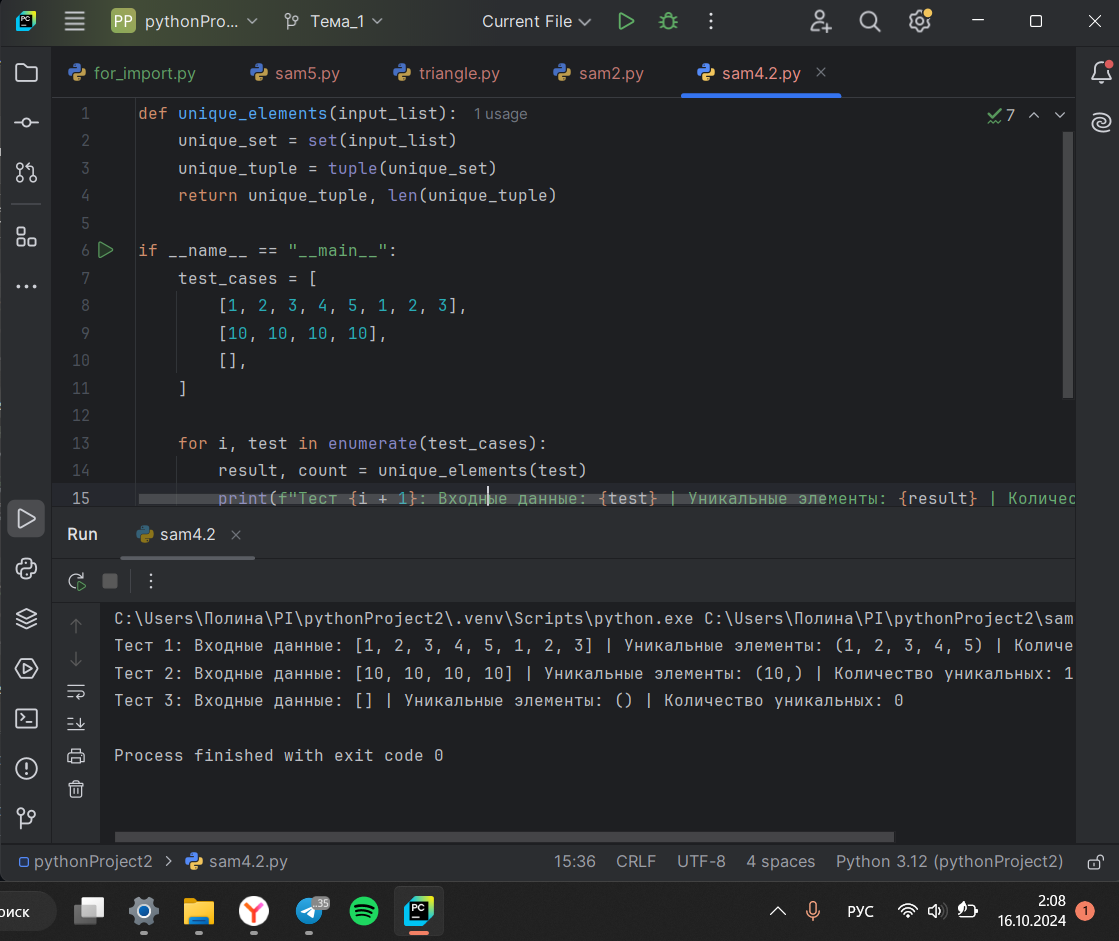 PP pythonPro... Тема_1 Current File
for_import.py sam5.py triangle.py sam2.py sam4.2.py
1 def unique_elements(input_list): 1 usage 7
2 unique_set = set(input_list)
3 unique_tuple = tuple(unique_set)
4 return unique_tuple, len(unique_tuple)
5
6 if __name__ == "__main__":
7 test_cases = [
8 [1, 2, 3, 4, 5, 1, 2, 3],
9 [10, 10, 10, 10],
10 [],
11 ]
12
13 for i, test in enumerate(test_cases):
14 result, count = unique_elements(test)
15 print(f"Тест {i + 1}: Входные данные: {test} | Уникальные элементы: {result} | Количес
Run sam4.2
C:\Users\Полина\PI\pythonProject2\.venv\Scripts\python.exe C:\Users\Полина\PI\pythonProject2\sam
Тест 1: Входные данные: [1, 2, 3, 4, 5, 1, 2, 3] | Уникальные элементы: (1, 2, 3, 4, 5) | Количе
Тест 2: Входные данные: [10, 10, 10, 10] | Уникальные элементы: (10,) | Количество уникальных: 1
Тест 3: Входные данные: [] | Уникальные элементы: () | Количество уникальных: 0
Process finished with exit code 0
pythonProject2 > sam4.2.py 15:36 CRLF UTF-8 4 spaces Python 3.12 (pythonProject2)
оиск ..35 PC РУС 2:08
16.10.2024 1